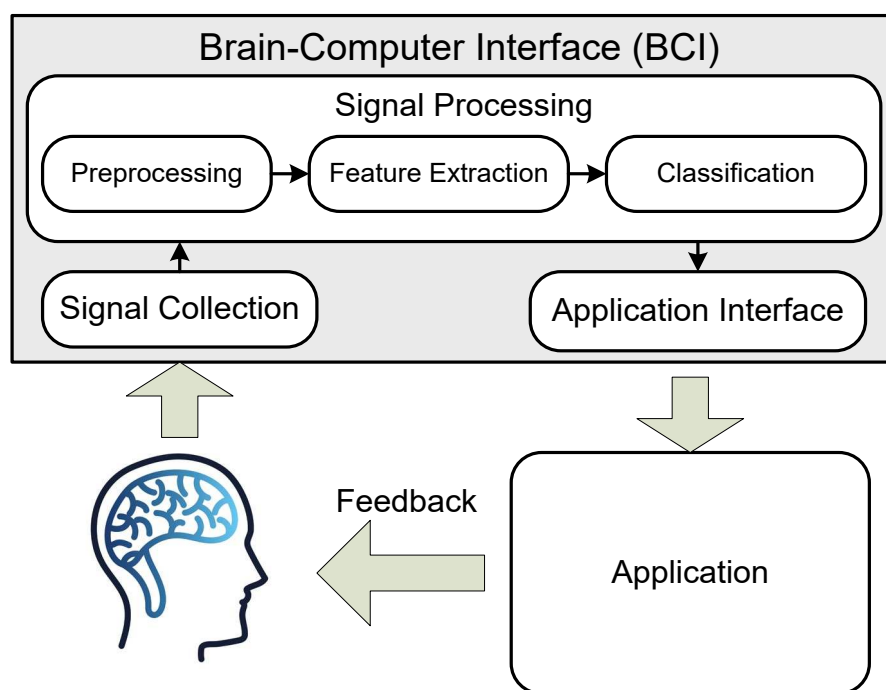 Brain-Computer Interface (BCI)
Signal Processing
Preprocessing
Feature Extraction
Classification
Signal Collection
Application Interface
Feedback
Application